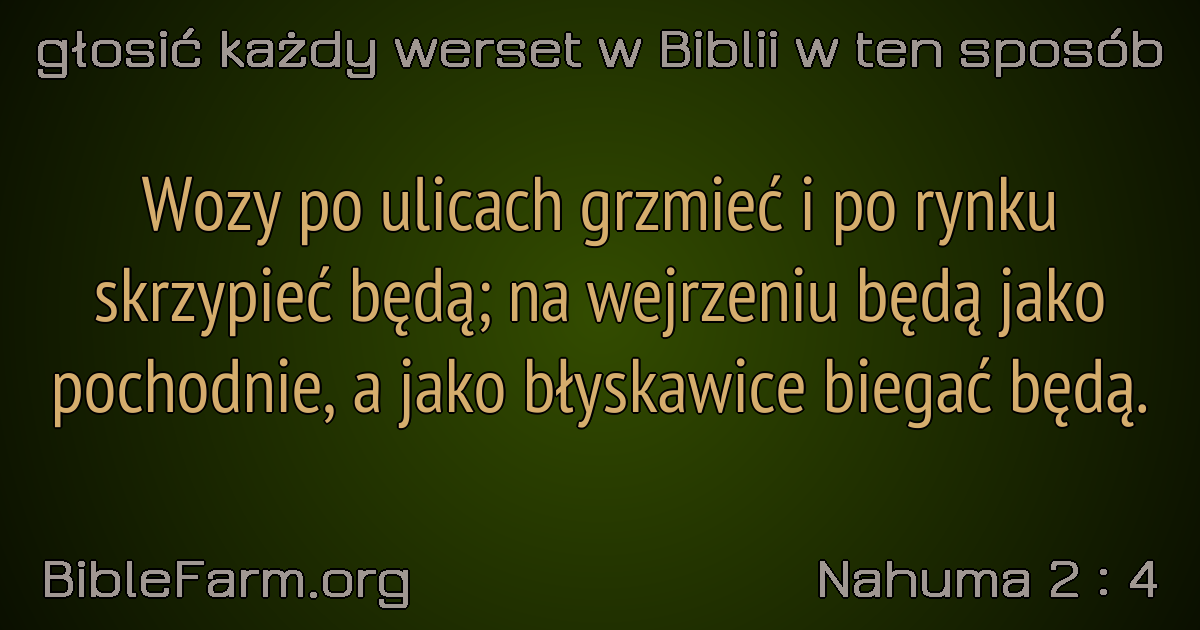 głosić każdy werset w Biblii w ten sposób
Wozy po ulicach grzmieć i po rynku
skrzypieć będą; na wejrzeniu będą jako
pochodnie, a jako błyskawice biegać będą.
BibleFarm.org
Nahuma 2 : 4